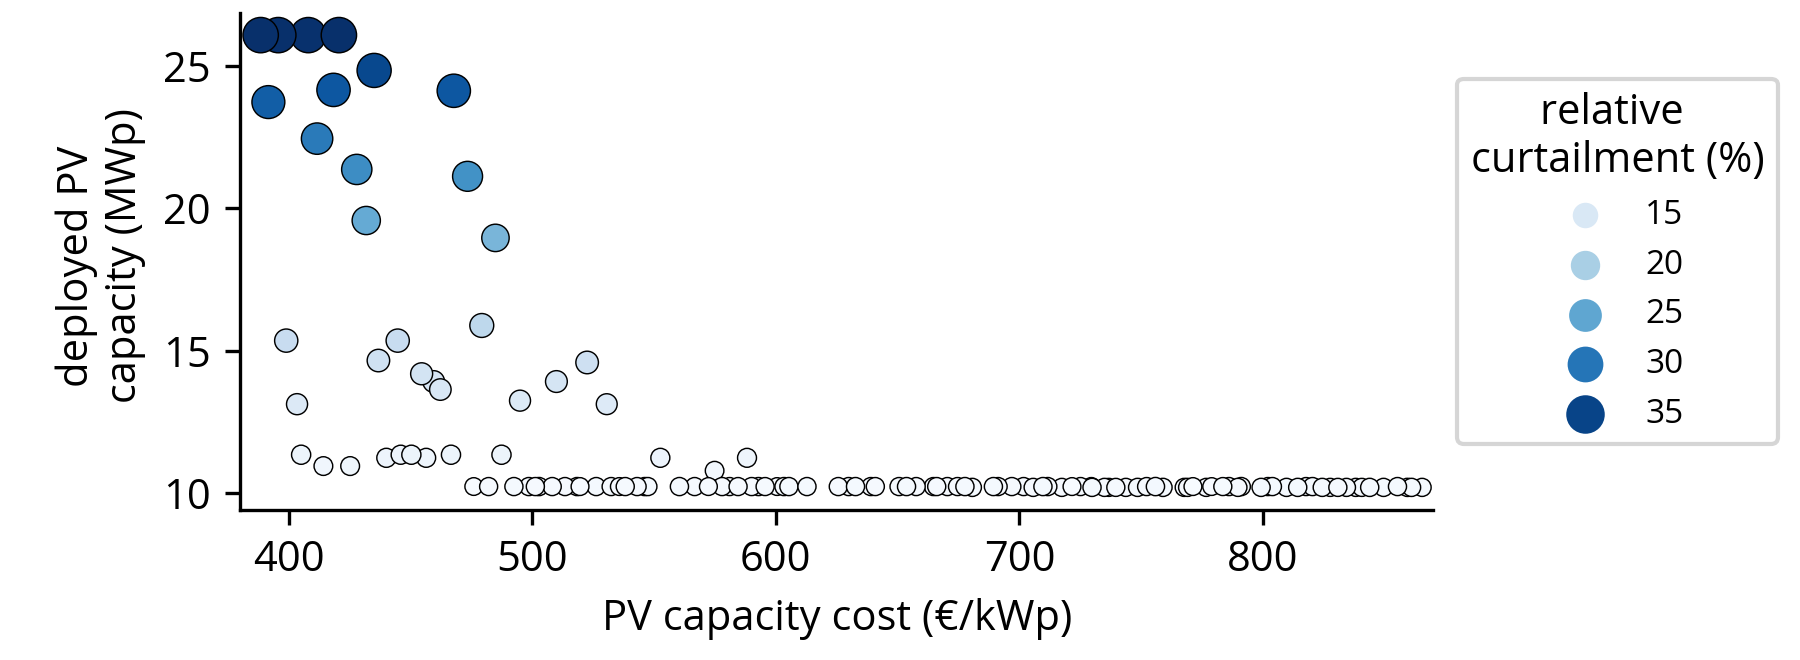 25
20
15
10
deployed PV
capacity (MWp)
400 500 600 700 800
PV capacity cost (€/kWp)
relative
curtailment (%)
15
20
25
30
35